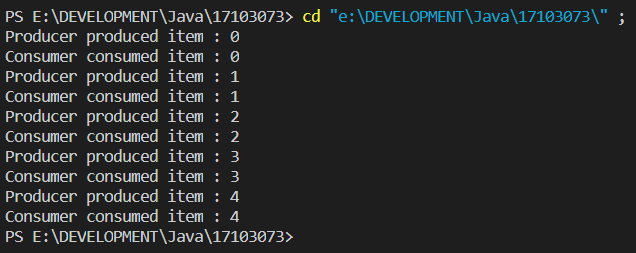 PS E:\DEVELOPMENT\Java\17103073> cd "e:\DEVELOPMENT\Java\17103073\" ;
Producer produced item : 0
Consumer consumed item : 0
Producer produced item : 1
Consumer consumed item : 1
Producer produced item : 2
Consumer consumed item : 2
Producer produced item : 3
Consumer consumed item : 3
Producer produced item : 4
Consumer consumed item : 4
PS E:\DEVELOPMENT\Java\17103073>